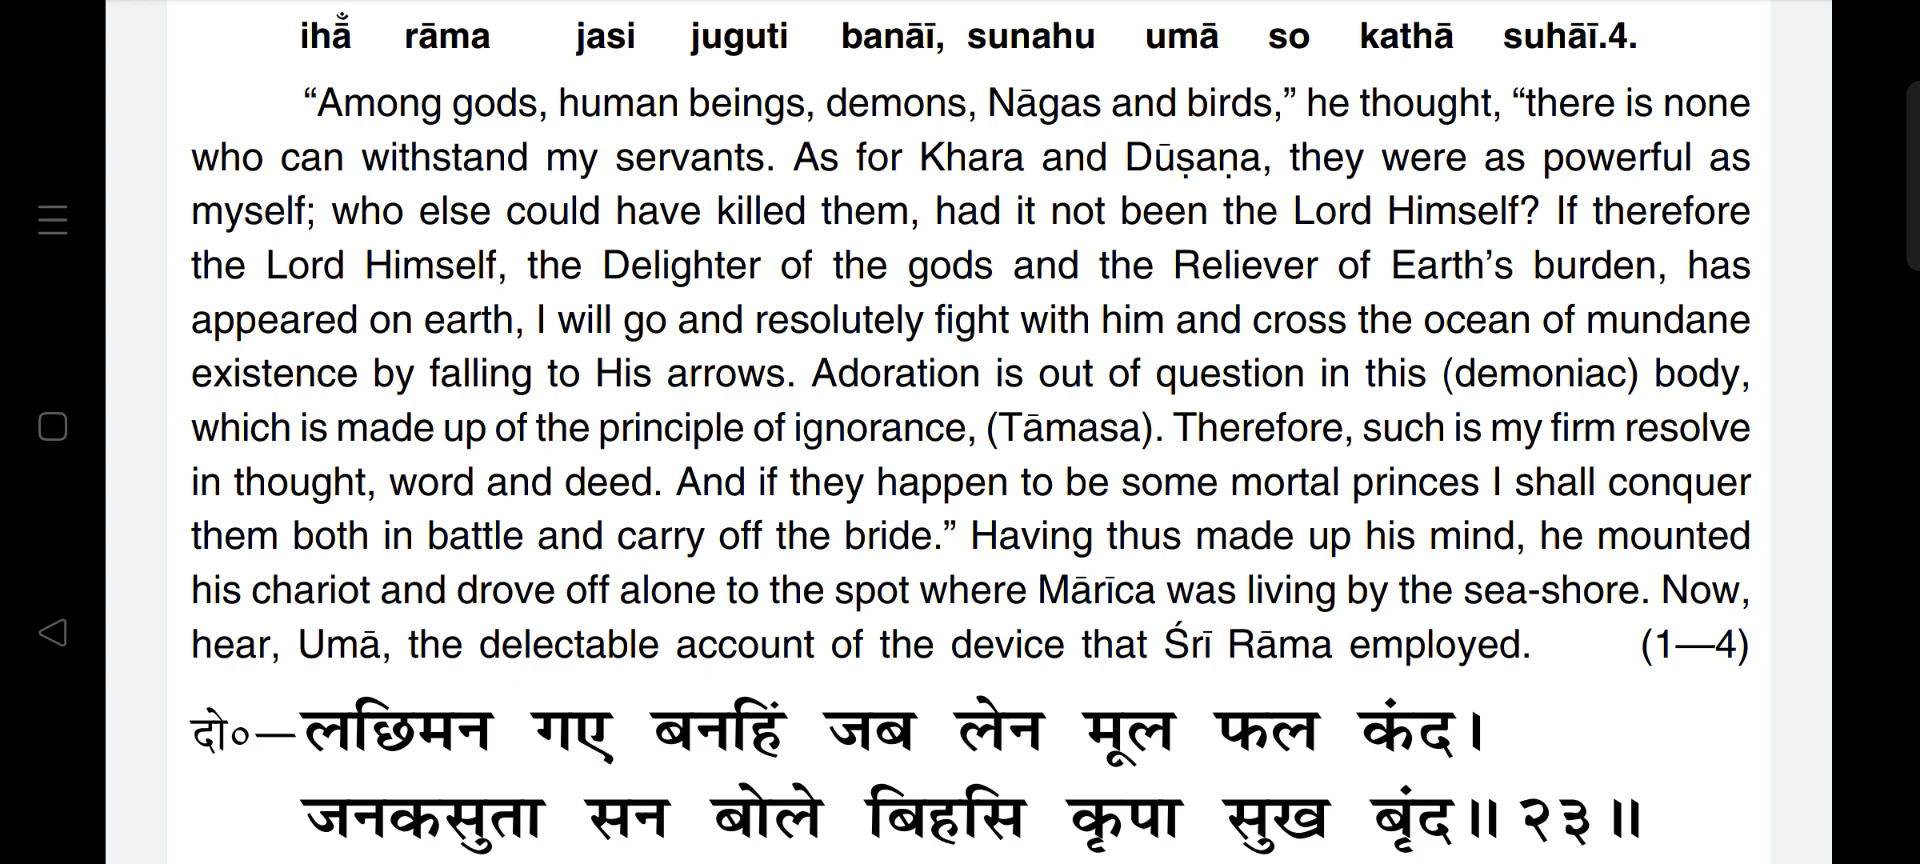 ihā̐ rāma jasi juguti banāī, sunahu umā so kathā suhāī.4.
“Among gods, human beings, demons, Nāgas and birds,” he thought, “there is none
who can withstand my servants. As for Khara and Dūṣaṇa, they were as powerful as
myself; who else could have killed them, had it not been the Lord Himself? If therefore
the Lord Himself, the Delighter of the gods and the Reliever of Earth’s burden, has
appeared on earth, I will go and resolutely fight with him and cross the ocean of mundane
existence by falling to His arrows. Adoration is out of question in this (demoniac) body,
which is made up of the principle of ignorance, (Tāmasa). Therefore, such is my firm resolve
in thought, word and deed. And if they happen to be some mortal princes I shall conquer
them both in battle and carry off the bride.” Having thus made up his mind, he mounted
his chariot and drove off alone to the spot where Mārīca was living by the sea-shore. Now,
hear, Umā, the delectable account of the device that Śrī Rāma employed. (1—4)
दो०—लछिमन गए बनहिं जब लेन मूल फल कंद।
जनकसुता सन बोले बिहसि कृपा सुख बृंद॥ २३॥